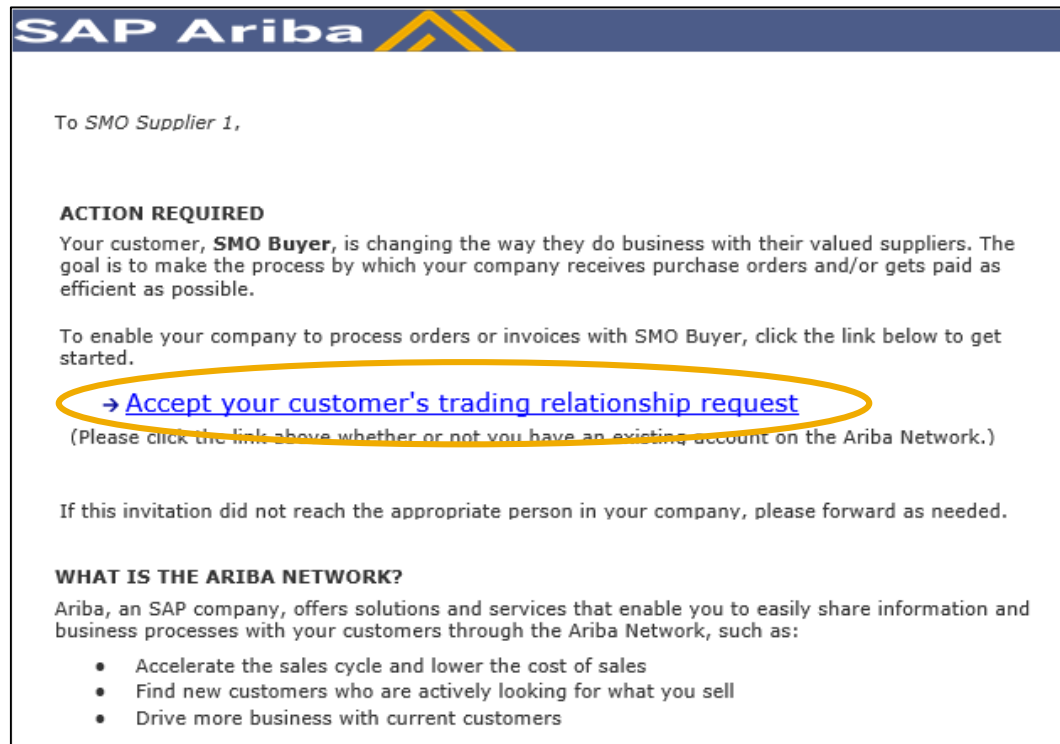 SAP Ariba
To SMO Supplier 1,
ACTION REQUIRED
Your customer, SMO Buyer, is changing the way they do business with their valued suppliers. The
goal is to make the process by which your company receives purchase orders and/or gets paid as
efficient as possible.
To enable your company to process orders or invoices with SMO Buyer, click the link below to get
started.
→ Accept your customer's trading relationship request
(Please click the link above whether or not you have an existing account on the Ariba Network.)
If this invitation did not reach the appropriate person in your company, please forward as needed.
WHAT IS THE ARIBA NETWORK?
Ariba, an SAP company, offers solutions and services that enable you to easily share information and
business processes with your customers through the Ariba Network, such as:
• Accelerate the sales cycle and lower the cost of sales
• Find new customers who are actively looking for what you sell
• Drive more business with current customers